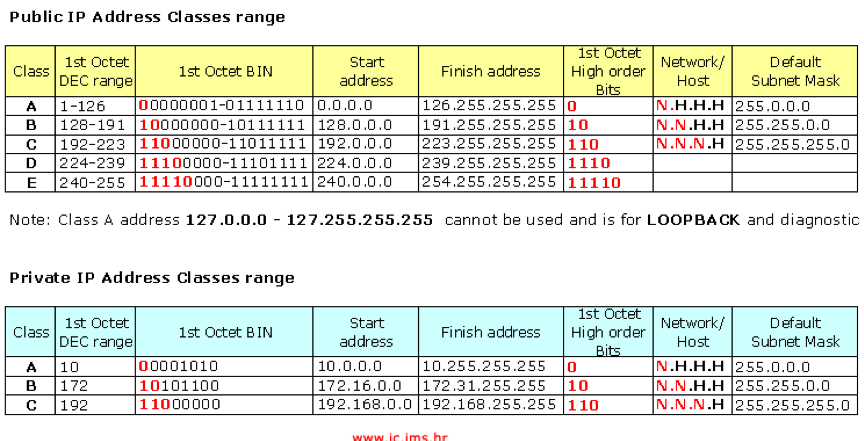 Public IP Address Classes range
Class 1st Octet DEC range 1st Octet BIN Start address Finish address 1st Octet High order Bits Network/ Host Default Subnet Mask
A 1-126 00000001-01111110 0.0.0.0 126.255.255.255 0 N.H.H.H 255.0.0.0
B 128-191 10000000-10111111 128.0.0.0 191.255.255.255 10 N.N.H.H 255.255.0.0
C 192-223 11000000-11011111 192.0.0.0 223.255.255.255 110 N.N.N.H 255.255.255.0
D 224-239 11100000-11101111 224.0.0.0 239.255.255.255 1110
E 240-255 11110000-11111111 240.0.0.0 254.255.255.255 11110
Note: Class A address 127.0.0.0 - 127.255.255.255 cannot be used and is for LOOPBACK and diagnostic
Private IP Address Classes range
Class 1st Octet DEC range 1st Octet BIN Start address Finish address 1st Octet High order Bits Network/ Host Default Subnet Mask
A 10 00001010 10.0.0.0 10.255.255.255 0 N.H.H.H 255.0.0.0
B 172 10101100 172.16.0.0 172.31.255.255 10 N.N.H.H 255.255.0.0
C 192 11000000 192.168.0.0 192.168.255.255 110 N.N.N.H 255.255.255.0
www.ic.ims.hr